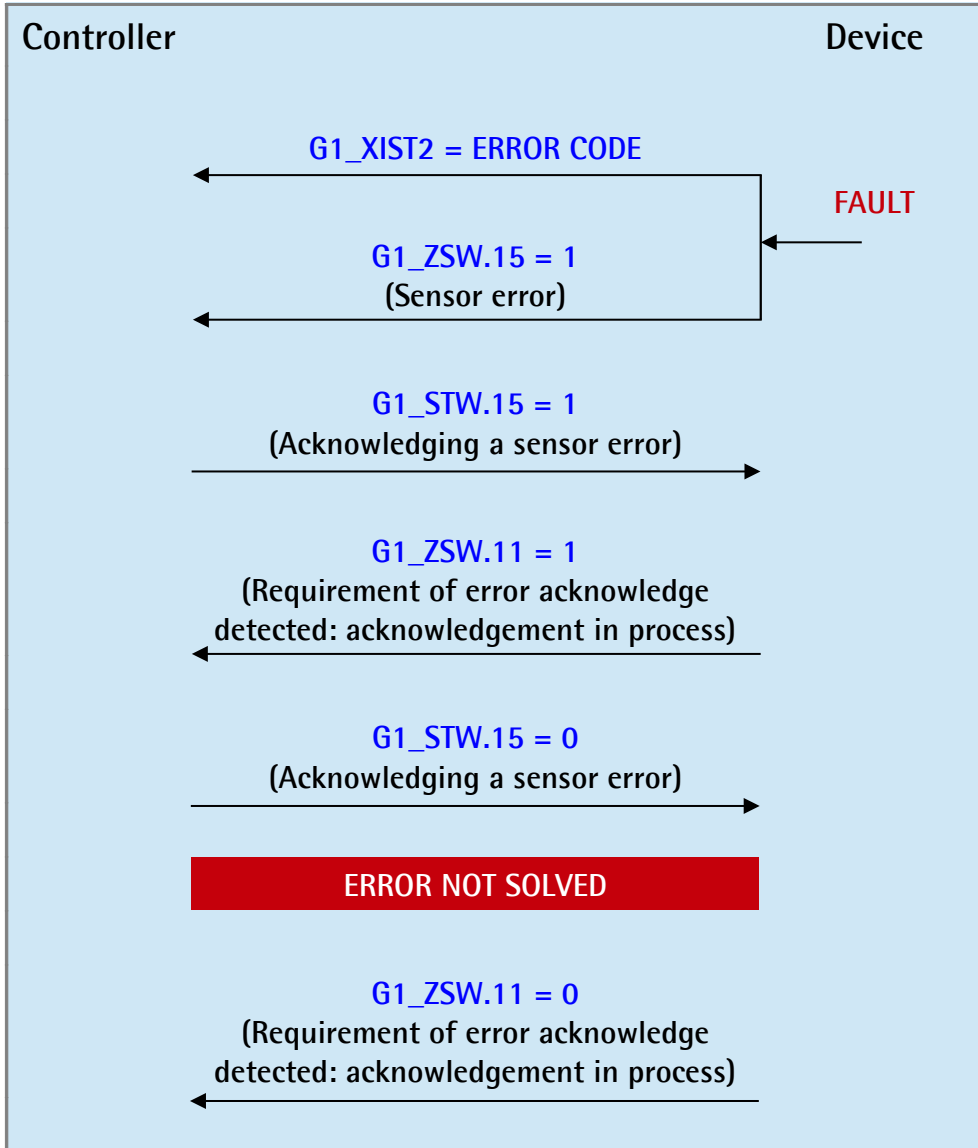 Controller
Device
G1_XIST2 = ERROR CODE
FAULT
G1_ZSW.15 = 1
(Sensor error)
G1_STW.15 = 1
(Acknowledging a sensor error)
G1_ZSW.11 = 1
(Requirement of error acknowledge
detected: acknowledgement in process)
G1_STW.15 = 0
(Acknowledging a sensor error)
ERROR NOT SOLVED
G1_ZSW.11 = 0
(Requirement of error acknowledge
detected: acknowledgement in process)